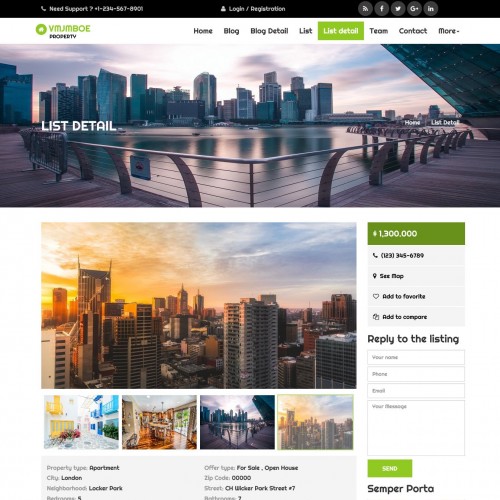 Need Support ? +1-234-567-8901
Login / Registration
VMJMBOE
PROPERTY
Home Blog Blog Detail List List detail Team Contact More
LIST DETAIL
Home List Detail
1,300,000
(123) 345-6789
See Map
Add to favorite
Add to compare
Reply to the listing
Your name
Phone
Email
Your Message
SEND
Semper Porta
Property type: Apartment
City: London
Neighborhood: Locker Park
Bedrooms: 5
Offer type: For Sale , Open House
Zip Code: 00000
Street: CH Wicker Park Street #7
Bathrooms: 2